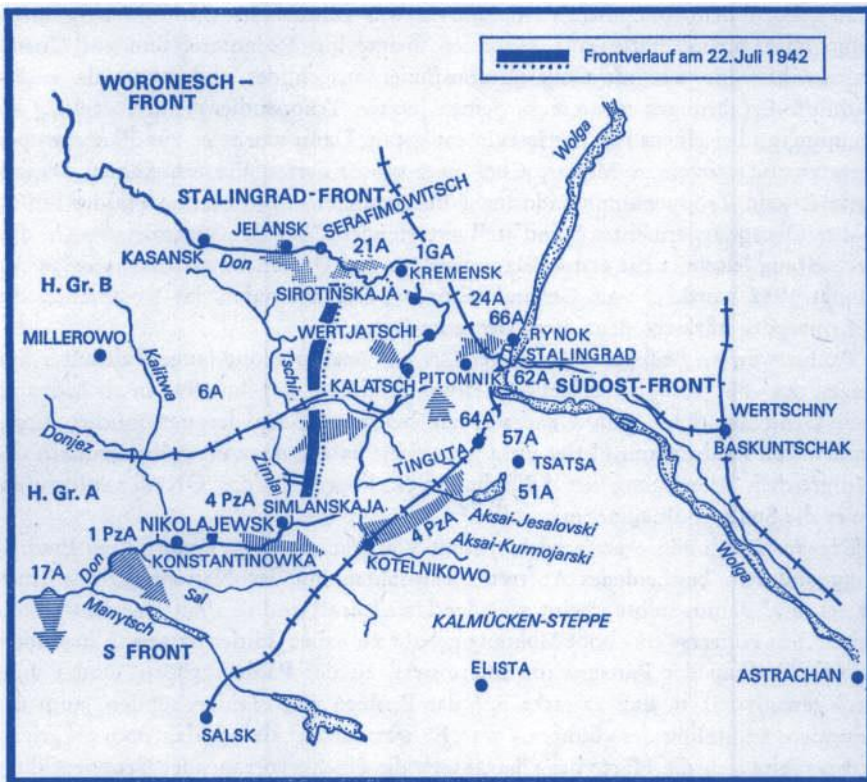 Frontverlauf am 22. Juli 1942
WORONESCH-
FRONT
Wolga
STALINGRAD-FRONT
SERAFIMOWITSCH
JELANSK
21A
1GA
KASANSK
Don
KREMENSK
SIROTINSKAJA
24A
H. Gr. B
66A
WERTJATSCHI
RYNOK
MILLEROWO
STALINGRAD
Kalitwa
Tschir
KALATSCH
PITOMNIK
62A
SÜDOST-FRONT
6A
WERTSCHNY
BASKUNTSCHAK
64A
57A
Donjez
TINGUTA
TSATSA
Zimla
51A
H. Gr. A
4 PzA
SIMLANSKAJA
4 PzA
Aksai-Jesalowski
1 PzA
NIKOLAJEWSK
Aksai-Kurmojarski
KONSTANTINOWKA
KOTELNIKOWO
Wolga
17A
Don
Sal
Manytsch
KALMÜCKEN-STEPPE
S FRONT
ELISTA
ASTRACHAN
SALSK